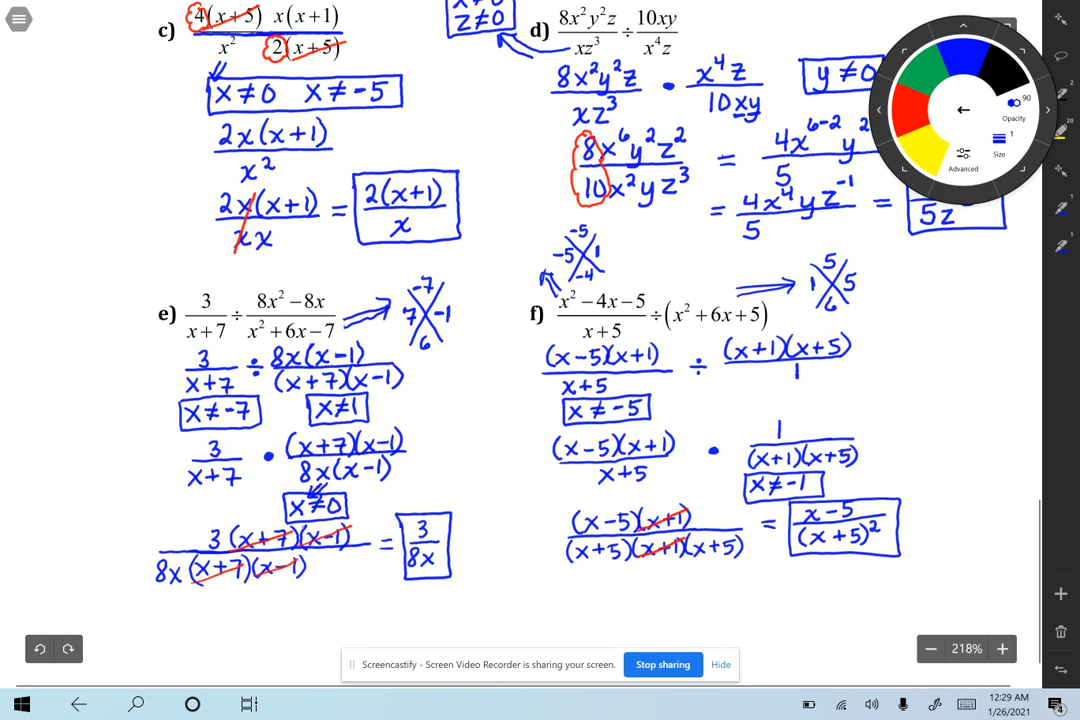 c) 4(x+5) x(x+1)
x² 2(x+5)
x≠0 x≠-5
2x(x+1)
x²
2x(x+1) = 2(x+1)
xx x
z≠0
d) 8x²y²z ÷ 10xy
xz³ x⁴z
8x²y²z • x⁴z
xz³ 10xy
y≠0
8x⁶y²z² = 4x⁶⁻²y²
10x²yz³ 5
= 4x⁴yz⁻¹ =
5 5z
e) 3 ÷ 8x²−8x
x+7 x²+6x−7
-7
7 -1
6
3 ÷ 8x(x-1)
x+7 (x+7)(x-1)
x≠-7 x≠1
3 • (x+7)(x-1)
x+7 8x(x-1)
x≠0
3(x+7)(x-1) = 3
8x(x+7)(x-1) 8x
-5
-5 1
-4
f) x²−4x−5 ÷(x²+6x+5)
x+5
5
1 5
6
(x-5)(x+1) ÷ (x+1)(x+5)
x+5 1
x≠-5
(x-5)(x+1) • 1
x+5 (x+1)(x+5)
x≠-1
(x-5)(x+1) = x-5
(x+5)(x+1)(x+5) (x+5)²
90
Opacity
1
Size
Advanced
20
218%
Screencastify - Screen Video Recorder is sharing your screen.
Stop sharing
Hide
12:29 AM
1/26/2021
4